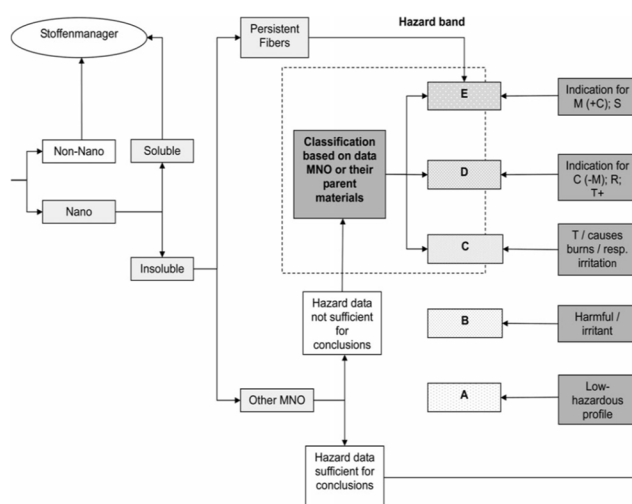 Stoffenmanager
Persistent
Fibers
Hazard band
E
Indication for
M (+C); S
Non-Nano
Soluble
Classification
based on data
MNO or their
parent
materials
D
Indication for
C (-M); R;
T+
Nano
Insoluble
C
T / causes
burns / resp.
irritation
Hazard data
not sufficient
for
conclusions
B
Harmful /
irritant
Other MNO
A
Low-
hazardous
profile
Hazard data
sufficient for
conclusions